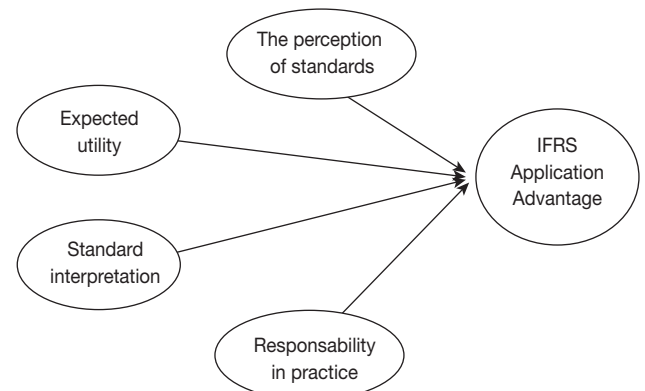 The perception
of standards
Expected
utility
IFRS
Application
Advantage
Standard
interpretation
Responsability
in practice